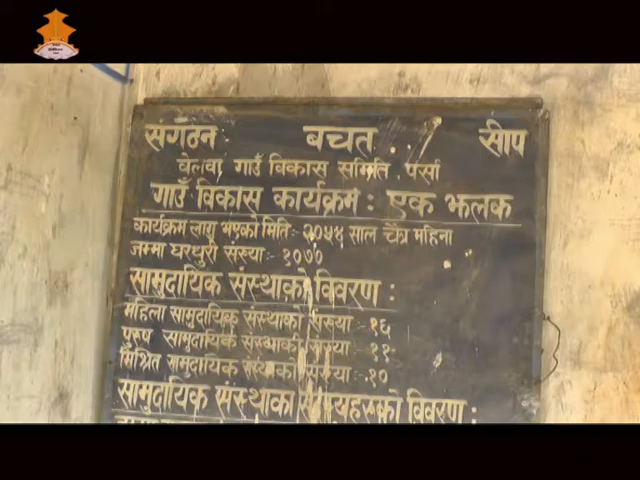 संगठन बचत सीप
वेलवा गाउँ विकास समिति पर्सा
गाउँ विकास कार्यक्रम : एक झलक
कार्यक्रम लागु भएको मिति :- २०५४ साल चैत्र महिना
जम्मा घरधुरी संख्या :- १०७०
सामुदायिक संस्थाको विवरण :
महिला सामुदायिक संस्थाको संख्या :- १६
पुरुष सामुदायिक संस्थाको संख्या :- ११
मिश्रित सामुदायिक संस्थाको संख्या :- १०
सामुदायिक संस्थाका सदस्यहरूको विवरण :